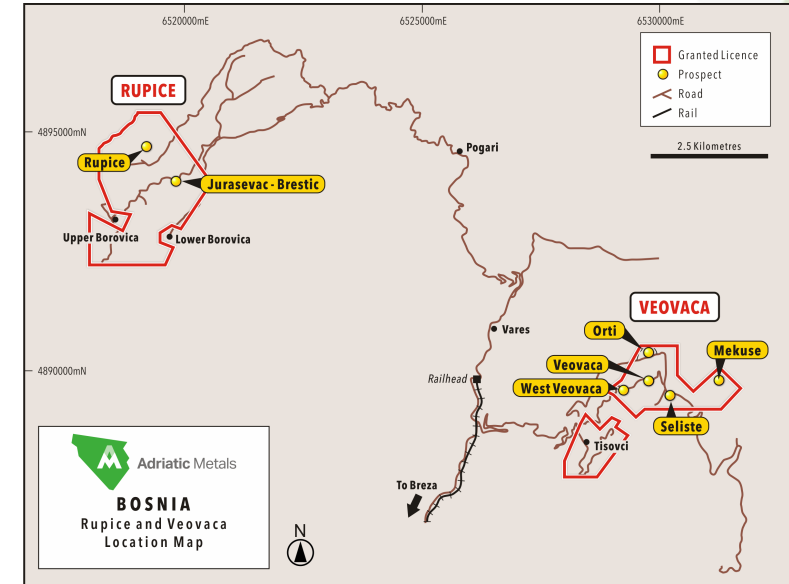 6520000mE
6525000mE
6530000mE
Granted Licence
Prospect
Road
Rail
2.5 Kilometres
RUPICE
4895000mN
Pogari
Rupice
Jurasevac - Brestic
Upper Borovica
Lower Borovica
VEOVACA
Vares
Orti
Mekuse
Veovaca
4890000mN
Railhead
West Veovaca
Seliste
Tisovci
Adriatic Metals
To Breza
BOSNIA
Rupice and Veovaca
Location Map
N